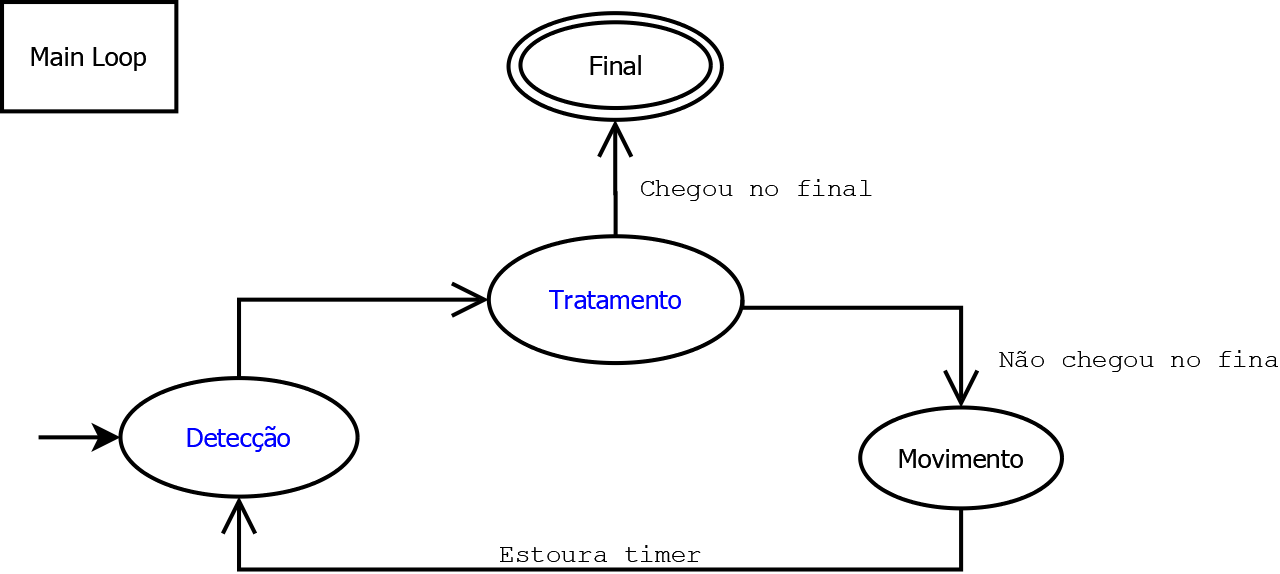 Main Loop
Final
Chegou no final
Tratamento
Não chegou no fina
Detecção
Movimento
Estoura timer